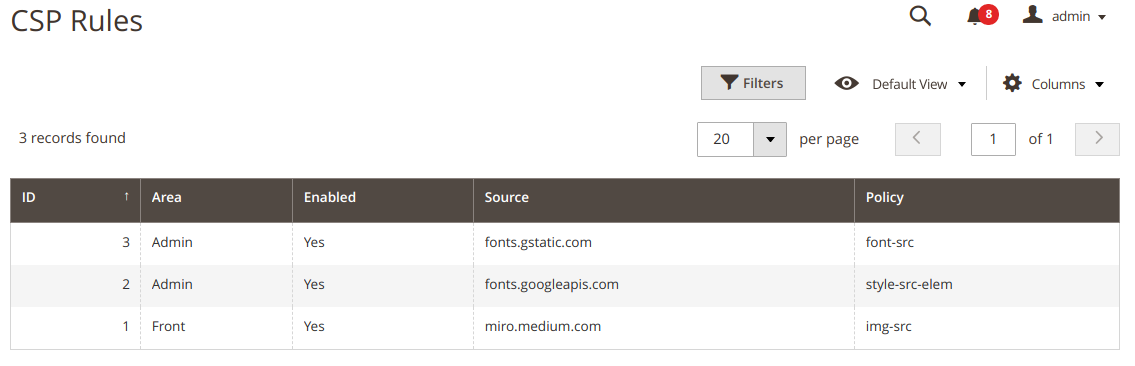 CSP Rules
8
admin
Filters
Default View
Columns
3 records found
20
per page
1
of 1
ID ↑ Area Enabled Source Policy
3 Admin Yes fonts.gstatic.com font-src
2 Admin Yes fonts.googleapis.com style-src-elem
1 Front Yes miro.medium.com img-src